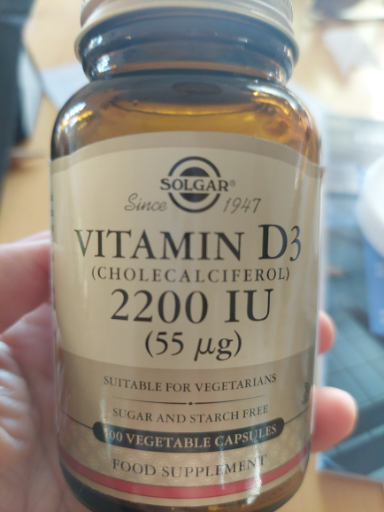 SOLGAR®
Since 1947
VITAMIN D3
(CHOLECALCIFEROL)
2200 IU
(55 µg)
SUITABLE FOR VEGETARIANS
SUGAR AND STARCH FREE
VEGETABLE CAPSULES
FOOD SUPPLEMENT